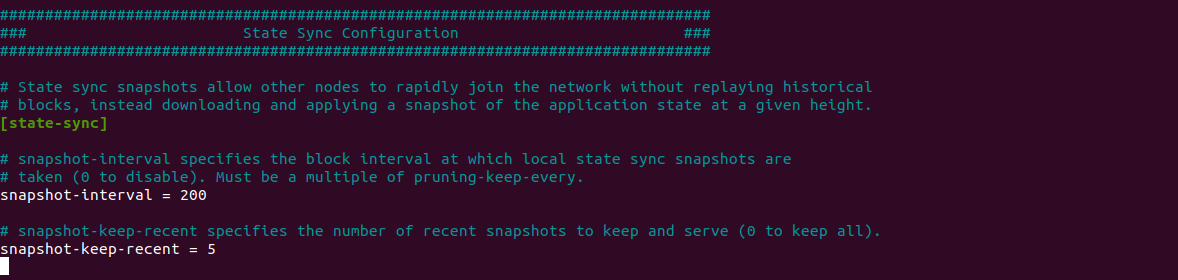 ###############################################################################
###                        State Sync Configuration                         ###
###############################################################################
# State sync snapshots allow other nodes to rapidly join the network without replaying historical
# blocks, instead downloading and applying a snapshot of the application state at a given height.
[state-sync]
# snapshot-interval specifies the block interval at which local state sync snapshots are
# taken (0 to disable). Must be a multiple of pruning-keep-every.
snapshot-interval = 200
# snapshot-keep-recent specifies the number of recent snapshots to keep and serve (0 to keep all).
snapshot-keep-recent = 5